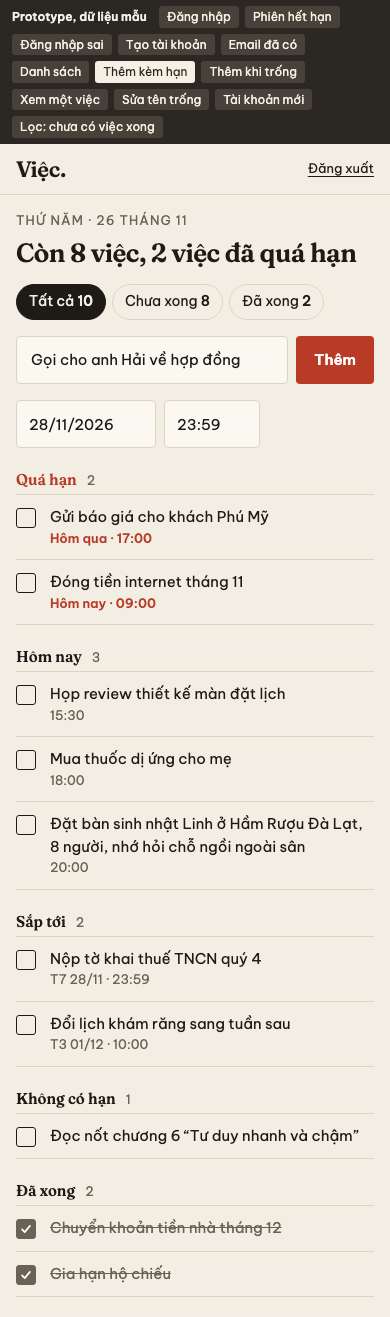 Prototype, dữ liệu mẫu Đăng nhập Phiên hết hạn
Đăng nhập sai Tạo tài khoản Email đã có
Danh sách Thêm kèm hạn Thêm khi trống
Xem một việc Sửa tên trống Tài khoản mới
Lọc: chưa có việc xong
Việc. Đăng xuất
THỨ NĂM · 26 THÁNG 11
Còn 8 việc, 2 việc đã quá hạn
Tất cả 10 Chưa xong 8 Đã xong 2
Gọi cho anh Hải về hợp đồng Thêm
28/11/2026 23:59
Quá hạn 2
Gửi báo giá cho khách Phú Mỹ
Hôm qua · 17:00
Đóng tiền internet tháng 11
Hôm nay · 09:00
Hôm nay 3
Họp review thiết kế màn đặt lịch
15:30
Mua thuốc dị ứng cho mẹ
18:00
Đặt bàn sinh nhật Linh ở Hầm Rượu Đà Lạt,
8 người, nhớ hỏi chỗ ngồi ngoài sân
20:00
Sắp tới 2
Nộp tờ khai thuế TNCN quý 4
T7 28/11 · 23:59
Đổi lịch khám răng sang tuần sau
T3 01/12 · 10:00
Không có hạn 1
Đọc nốt chương 6 “Tư duy nhanh và chậm”
Đã xong 2
Chuyển khoản tiền nhà tháng 12
Gia hạn hộ chiếu